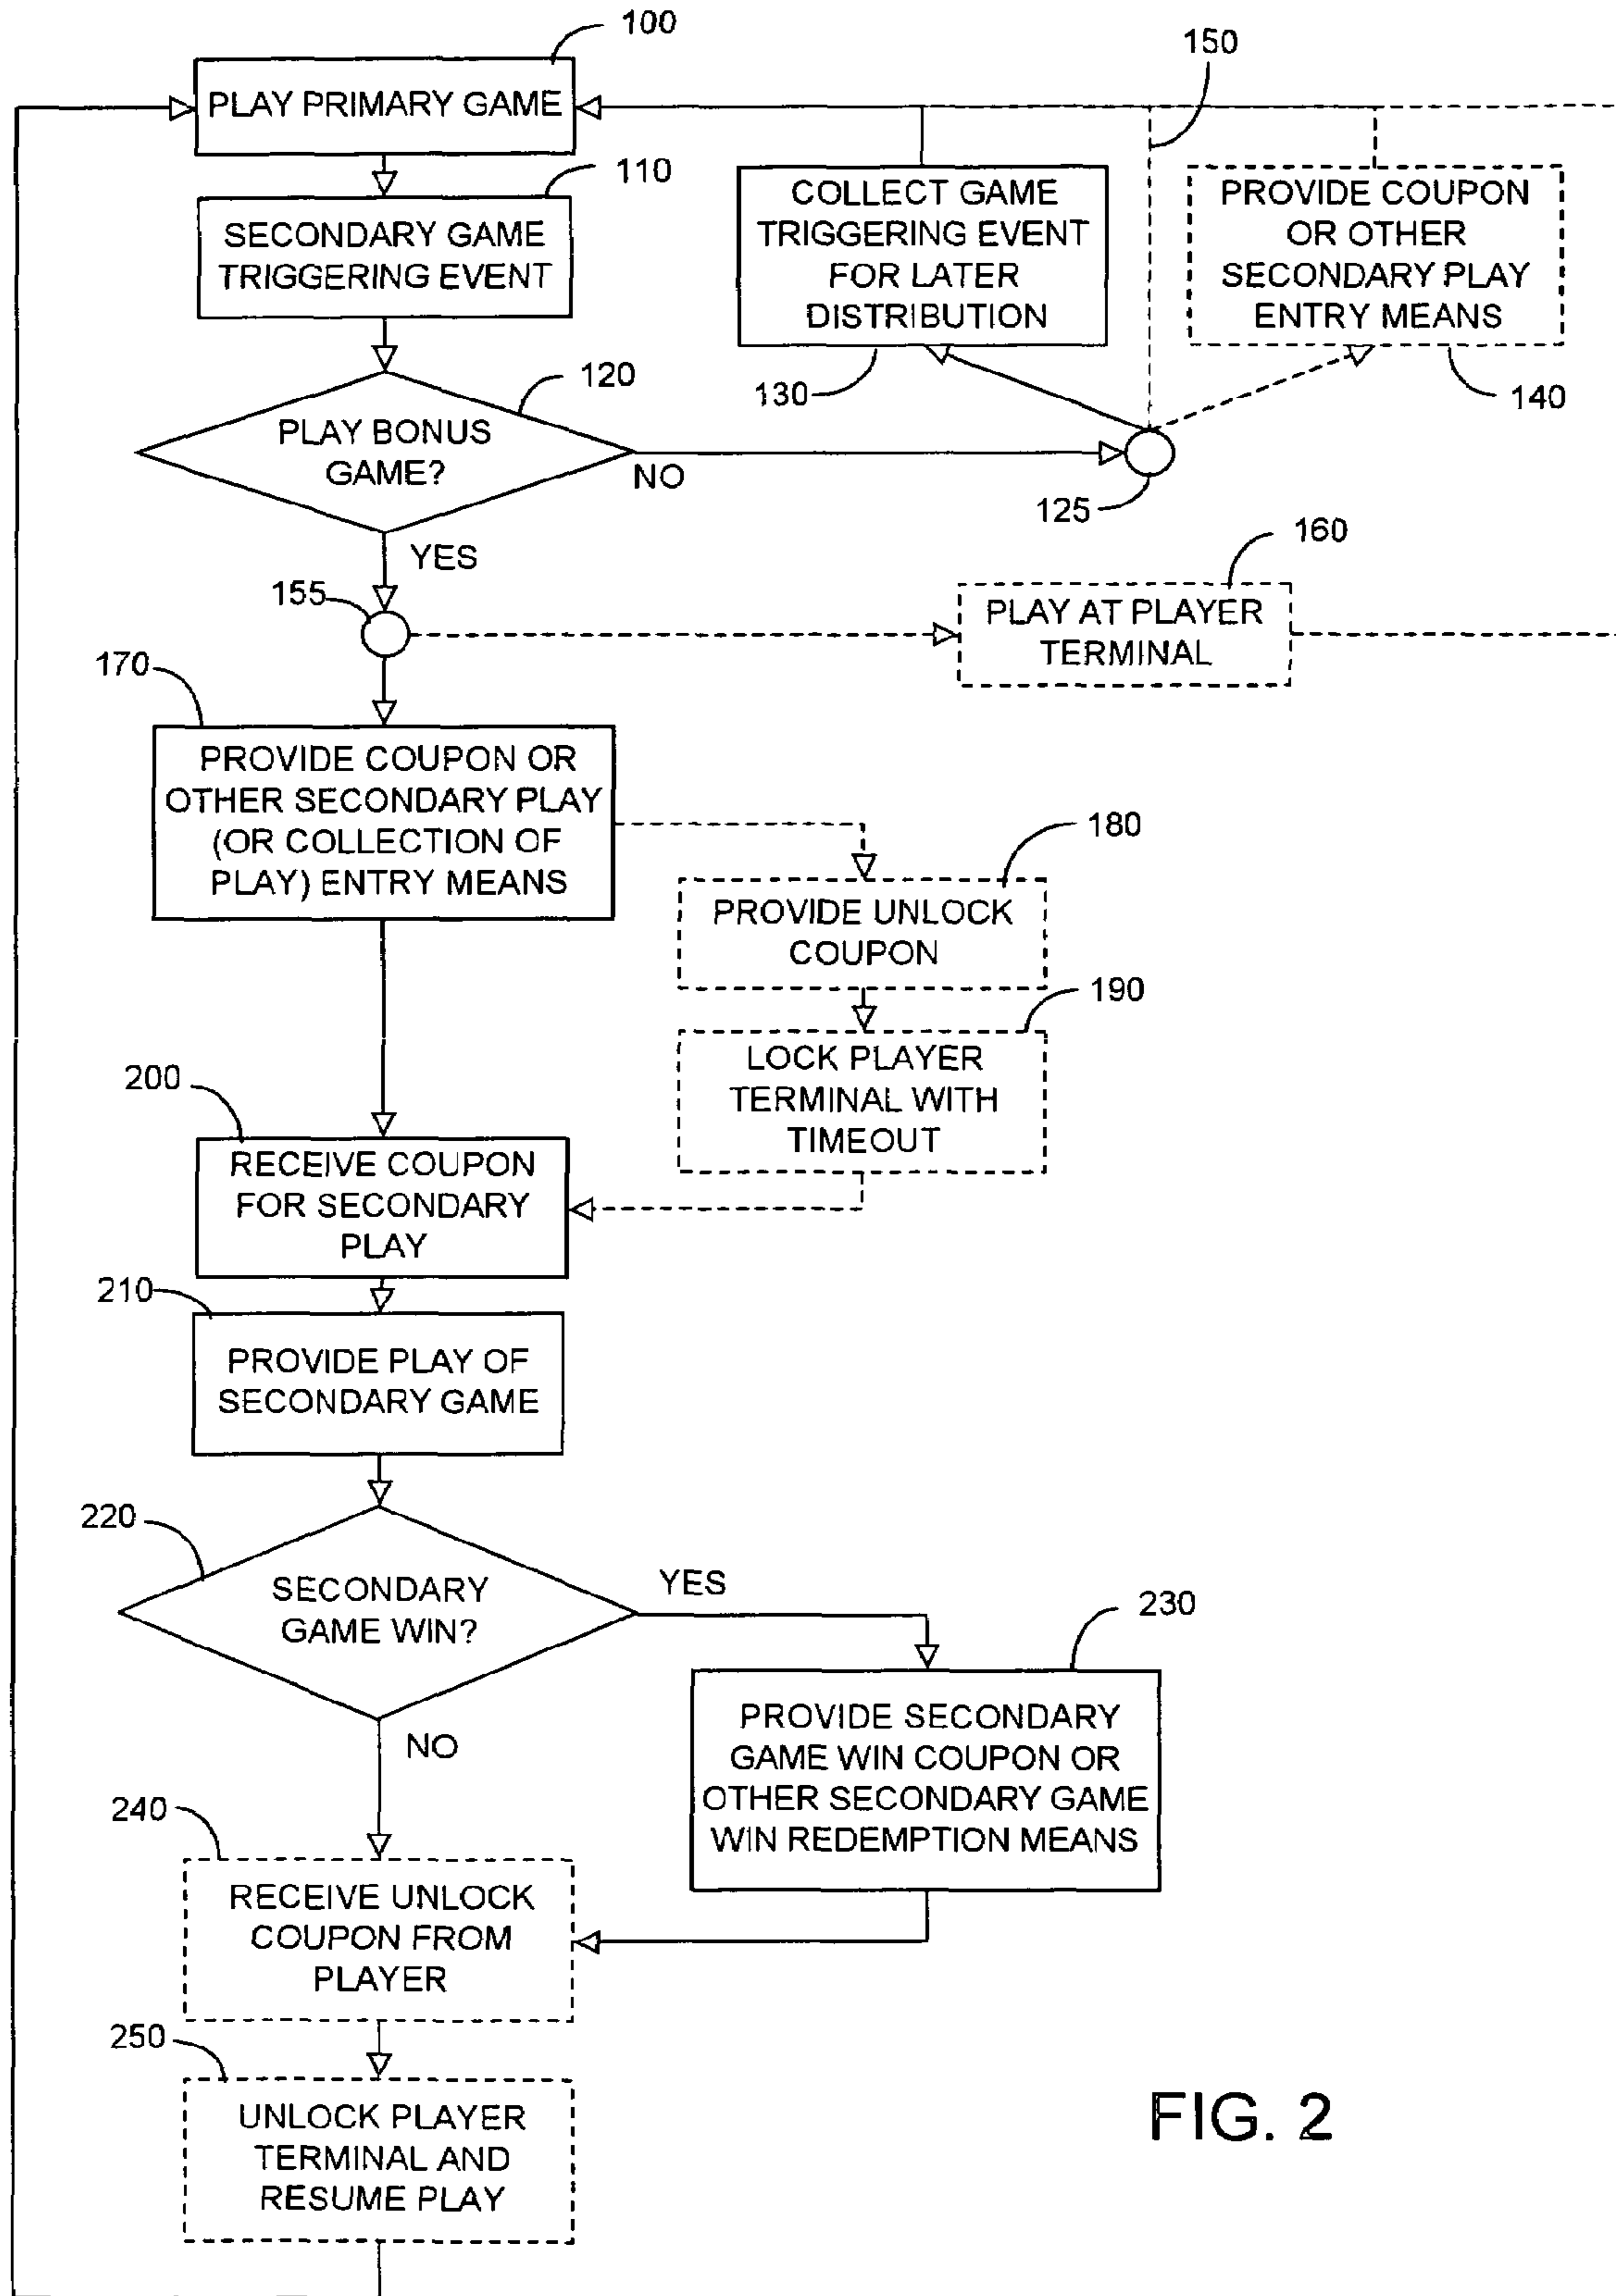 100
150
PLAY PRIMARY GAME
110
SECONDARY GAME
TRIGGERING EVENT
COLLECT GAME
TRIGGERING EVENT
FOR LATER
DISTRIBUTION
PROVIDE COUPON
OR OTHER
SECONDARY PLAY
ENTRY MEANS
120
130
140
PLAY BONUS
GAME?
NO
125
YES
155
160
PLAY AT PLAYER
TERMINAL
170
PROVIDE COUPON OR
OTHER SECONDARY PLAY
(OR COLLECTION OF
PLAY) ENTRY MEANS
180
PROVIDE UNLOCK
COUPON
190
LOCK PLAYER
TERMINAL WITH
TIMEOUT
200
RECEIVE COUPON
FOR SECONDARY
PLAY
210
PROVIDE PLAY OF
SECONDARY GAME
220
SECONDARY
GAME WIN?
YES
230
NO
PROVIDE SECONDARY
GAME WIN COUPON OR
OTHER SECONDARY GAME
WIN REDEMPTION MEANS
240
RECEIVE UNLOCK
COUPON FROM
PLAYER
250
UNLOCK PLAYER
TERMINAL AND
RESUME PLAY
FIG. 2